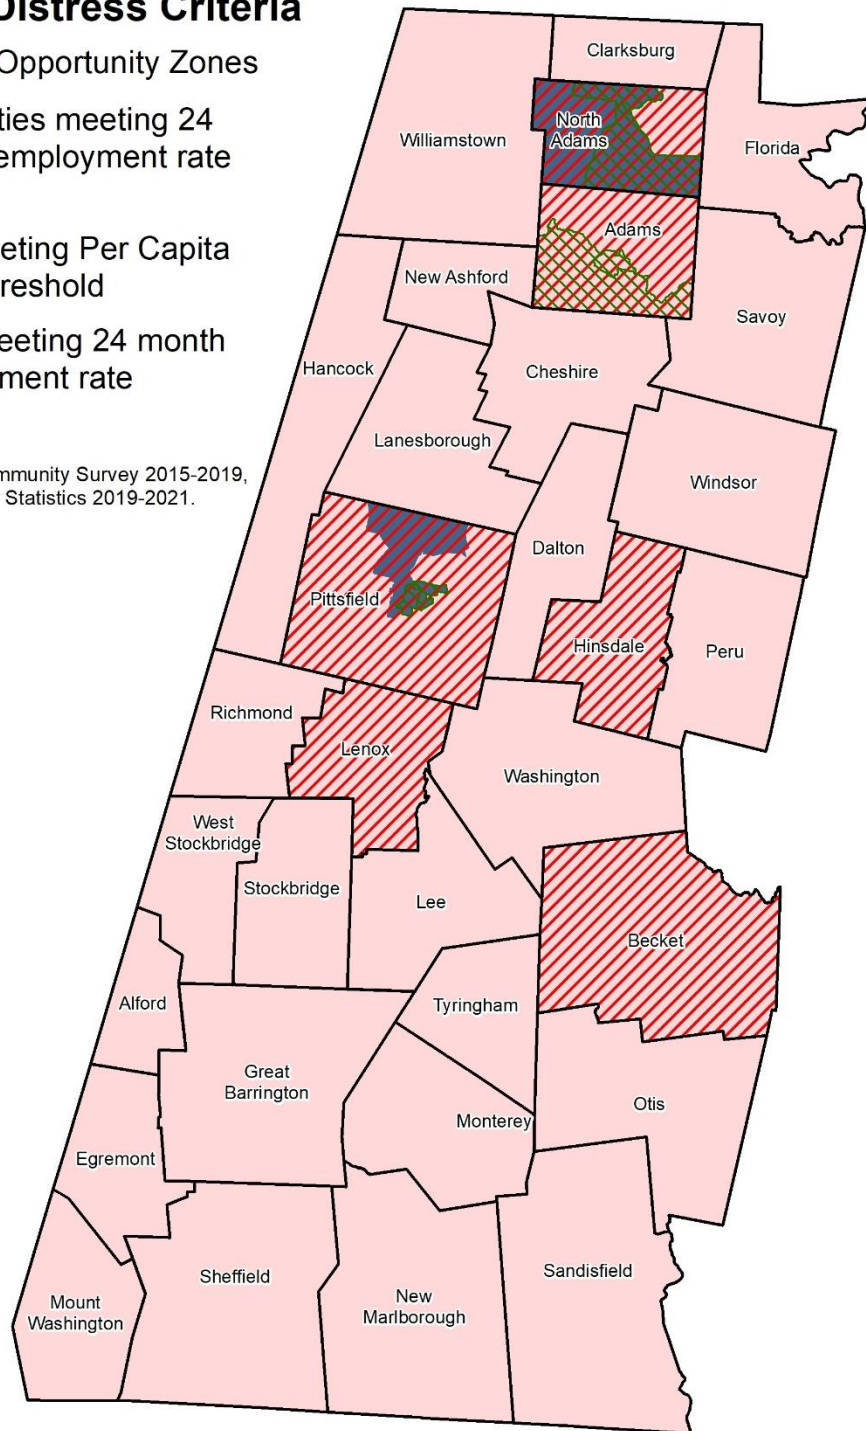 Distress Criteria
Opportunity Zones
ties meeting 24
employment rate
eting Per Capita
reshold
eeting 24 month
ment rate
mmunity Survey 2015-2019,
Statistics 2019-2021.
Clarksburg
Williamstown
North
Adams
Florida
Adams
New Ashford
Savoy
Hancock
Cheshire
Lanesborough
Windsor
Dalton
Pittsfield
Hinsdale
Peru
Richmond
Lenox
Washington
West
Stockbridge
Stockbridge
Lee
Becket
Alford
Tyringham
Great
Barrington
Otis
Monterey
Egremont
Sheffield
Sandisfield
Mount
Washington
New
Marlborough